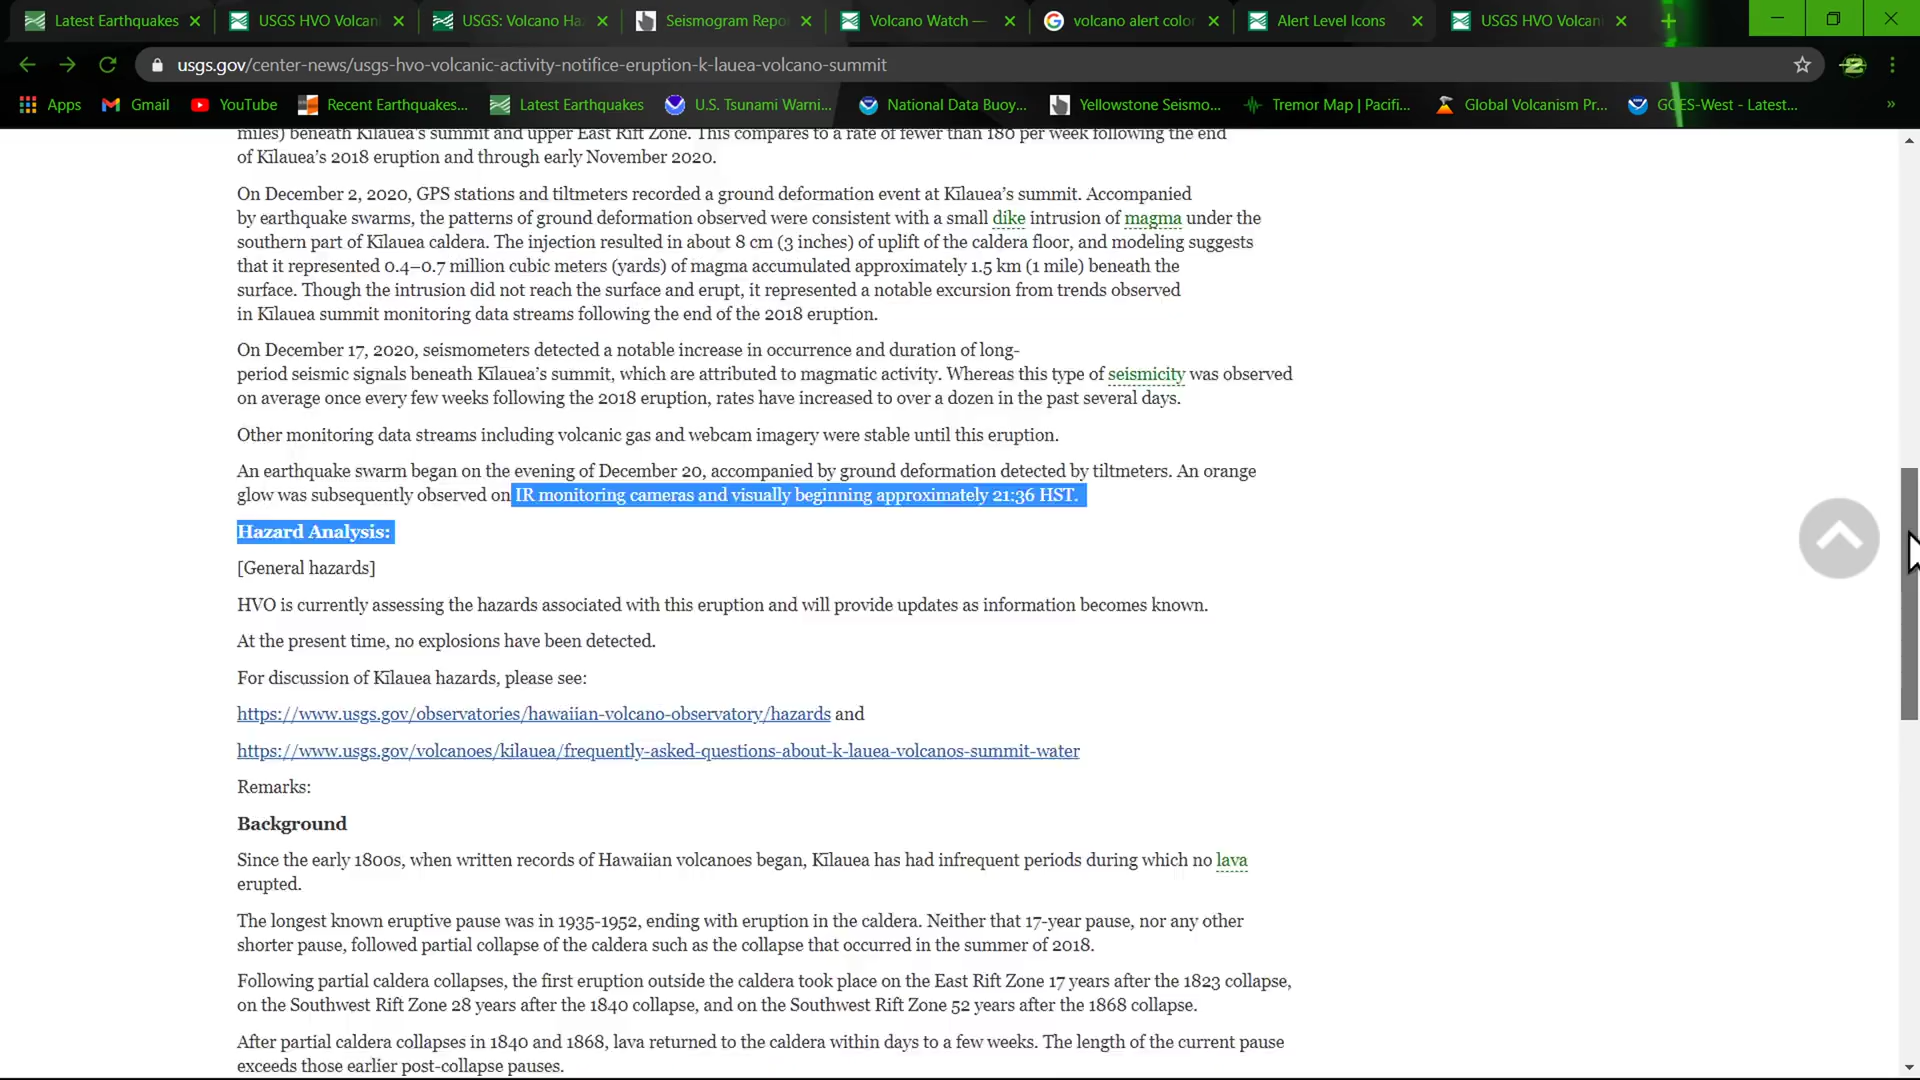 Latest Earthquakes
USGS HVO Volcani
USGS: Volcano Ha
Seismogram Repo
Volcano Watch —
volcano alert colo
Alert Level Icons
USGS HVO Volcan
usgs.gov/center-news/usgs-hvo-volcanic-activity-notifice-eruption-k-lauea-volcano-summit
Apps
Gmail
YouTube
Recent Earthquakes...
Latest Earthquakes
U.S. Tsunami Warni...
National Data Buoy...
Yellowstone Seismo...
Tremor Map | Pacifi...
Global Volcanism Pr...
GOES-West - Latest...
»
miles) beneath Kīlauea's summit and upper East Rift Zone. This compares to a rate of fewer than 180 per week following the end
of Kīlauea's 2018 eruption and through early November 2020.
On December 2, 2020, GPS stations and tiltmeters recorded a ground deformation event at Kīlauea's summit. Accompanied
by earthquake swarms, the patterns of ground deformation observed were consistent with a small dike intrusion of magma under the
southern part of Kīlauea caldera. The injection resulted in about 8 cm (3 inches) of uplift of the caldera floor, and modeling suggests
that it represented 0.4–0.7 million cubic meters (yards) of magma accumulated approximately 1.5 km (1 mile) beneath the
surface. Though the intrusion did not reach the surface and erupt, it represented a notable excursion from trends observed
in Kīlauea summit monitoring data streams following the end of the 2018 eruption.
On December 17, 2020, seismometers detected a notable increase in occurrence and duration of long-
period seismic signals beneath Kīlauea's summit, which are attributed to magmatic activity. Whereas this type of seismicity was observed
on average once every few weeks following the 2018 eruption, rates have increased to over a dozen in the past several days.
Other monitoring data streams including volcanic gas and webcam imagery were stable until this eruption.
An earthquake swarm began on the evening of December 20, accompanied by ground deformation detected by tiltmeters. An orange
glow was subsequently observed on IR monitoring cameras and visually beginning approximately 21:36 HST.
Hazard Analysis:
[General hazards]
HVO is currently assessing the hazards associated with this eruption and will provide updates as information becomes known.
At the present time, no explosions have been detected.
For discussion of Kīlauea hazards, please see:
https://www.usgs.gov/observatories/hawaiian-volcano-observatory/hazards and
https://www.usgs.gov/volcanoes/kilauea/frequently-asked-questions-about-k-lauea-volcanos-summit-water
Remarks:
Background
Since the early 1800s, when written records of Hawaiian volcanoes began, Kīlauea has had infrequent periods during which no lava
erupted.
The longest known eruptive pause was in 1935-1952, ending with eruption in the caldera. Neither that 17-year pause, nor any other
shorter pause, followed partial collapse of the caldera such as the collapse that occurred in the summer of 2018.
Following partial caldera collapses, the first eruption outside the caldera took place on the East Rift Zone 17 years after the 1823 collapse,
on the Southwest Rift Zone 28 years after the 1840 collapse, and on the Southwest Rift Zone 52 years after the 1868 collapse.
After partial caldera collapses in 1840 and 1868, lava returned to the caldera within days to a few weeks. The length of the current pause
exceeds those earlier post-collapse pauses.